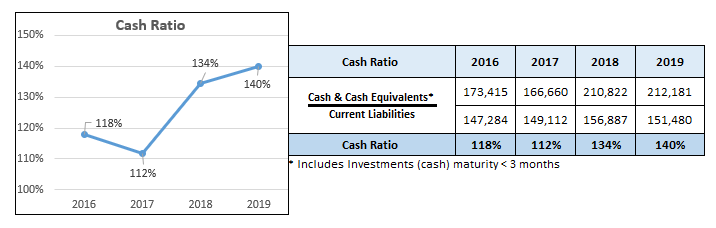 Cash Ratio
150%
140%
130%
120%
110%
100%
118%
112%
134%
140%
2016 2017 2018 2019
Cash Ratio 2016 2017 2018 2019
Cash & Cash Equivalents* 173,415 166,660 210,822 212,181
Current Liabilities 147,284 149,112 156,887 151,480
Cash Ratio 118% 112% 134% 140%
* Includes Investments (cash) maturity < 3 months